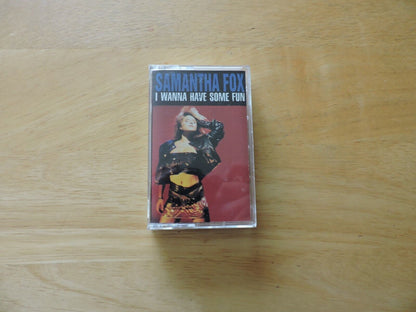 SAMANTHA FOX
I WANNA HAVE SOME FUN